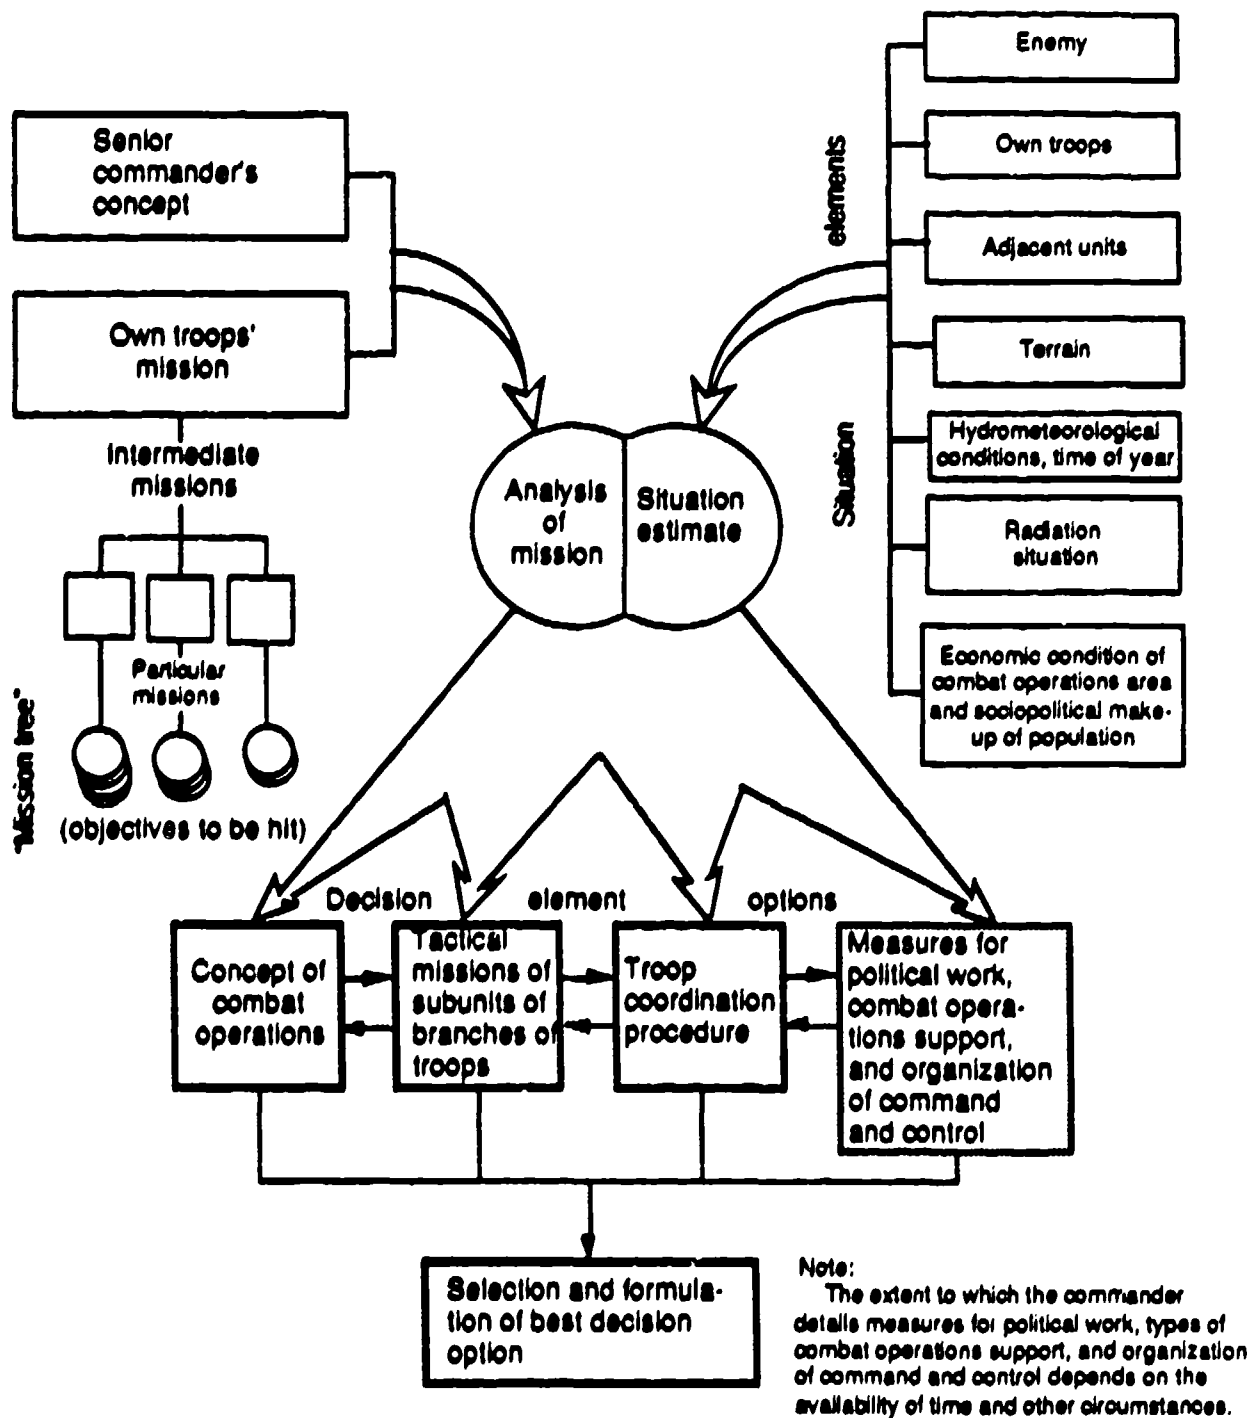 Senior
commander's
concept
Own troops'
mission
Intermediate
missions
Particular
missions
"Mission tree"
(objectives to be hit)
Analysis
of
mission
Situation
estimate
Situation elements
Enemy
Own troops
Adjacent units
Terrain
Hydrometeorological
conditions, time of year
Radiation
situation
Economic condition of
combat operations area
and sociopolitical make-
up of population
Decision element options
Concept of
combat
operations
Tactical
missions of
subunits of
branches of
troops
Troop
coordination
procedure
Measures for
political work,
combat opera-
tions support,
and organization
of command
and control
Selection and formula-
tion of best decision
option
Note:
The extent to which the commander
details measures for political work, types of
combat operations support, and organization
of command and control depends on the
availability of time and other circumstances.